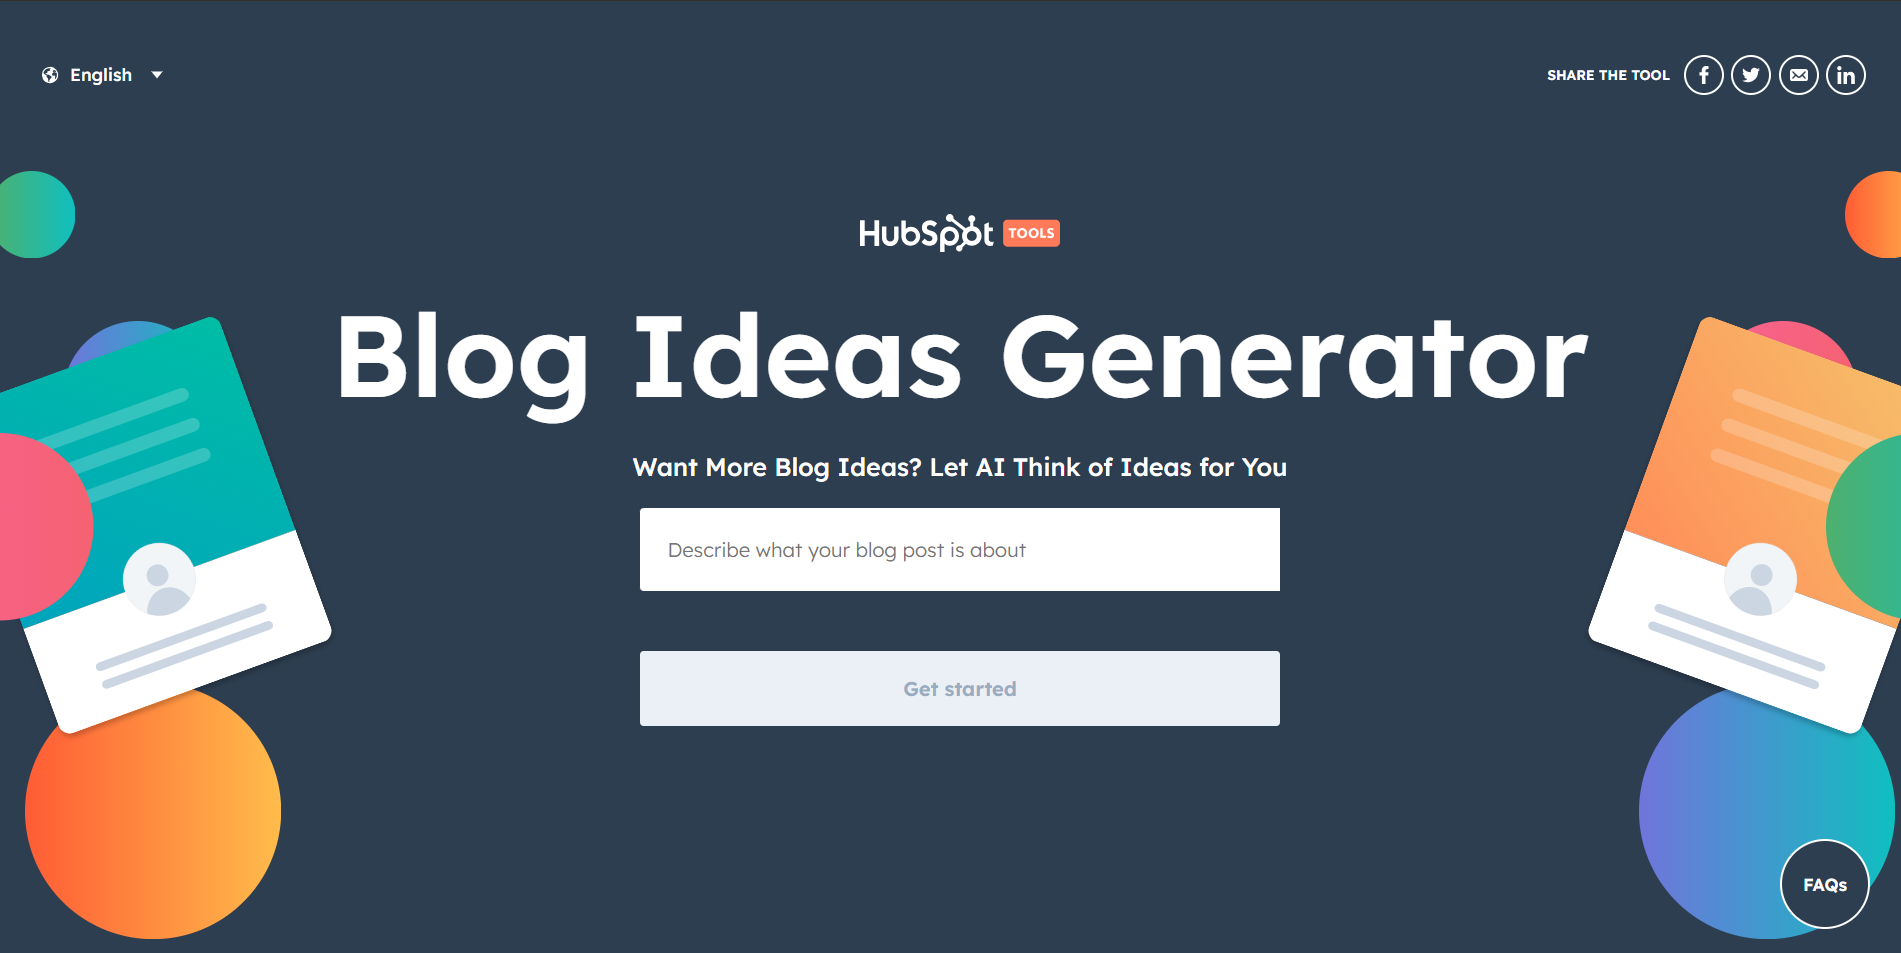 English
SHARE THE TOOL
HubSpot TOOLS
Blog Ideas Generator
Want More Blog Ideas? Let AI Think of Ideas for You
Describe what your blog post is about
Get started
FAQs